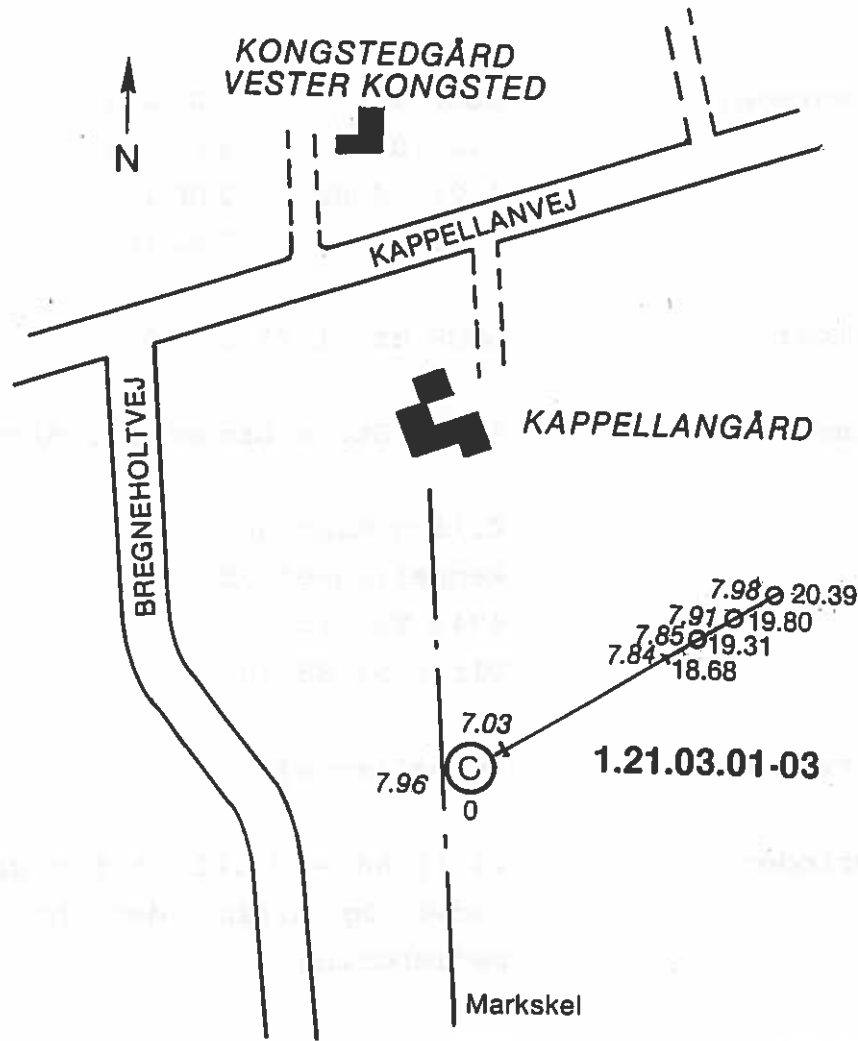 KONGSTEDGÅRD
VESTER KONGSTED
N
KAPPELLANVEJ
BREGNEHOLTVEJ
KAPPELLANGÅRD
7.98 20.39
7.91 19.80
7.85 19.31
7.84 18.68
7.03
C
7.96
0
1.21.03.01-03
Markskel